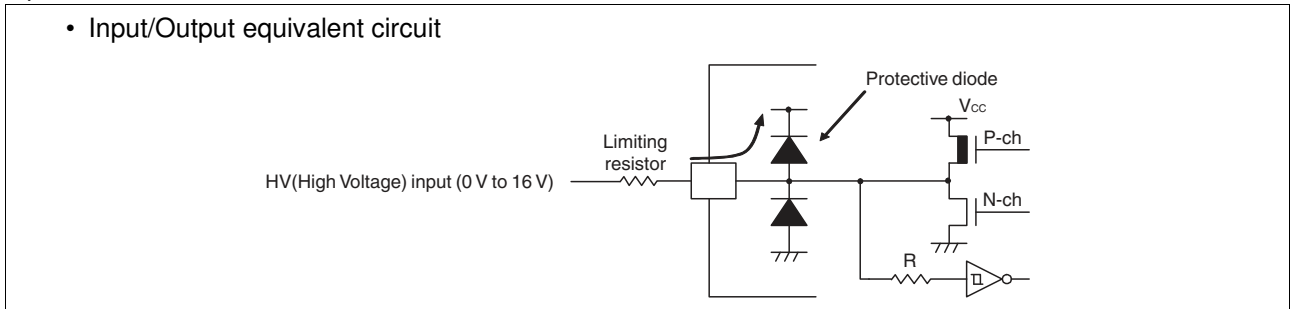 • Input/Output equivalent circuit
Protective diode
Vcc
P-ch
Limiting
resistor
HV(High Voltage) input (0 V to 16 V)
N-ch
R